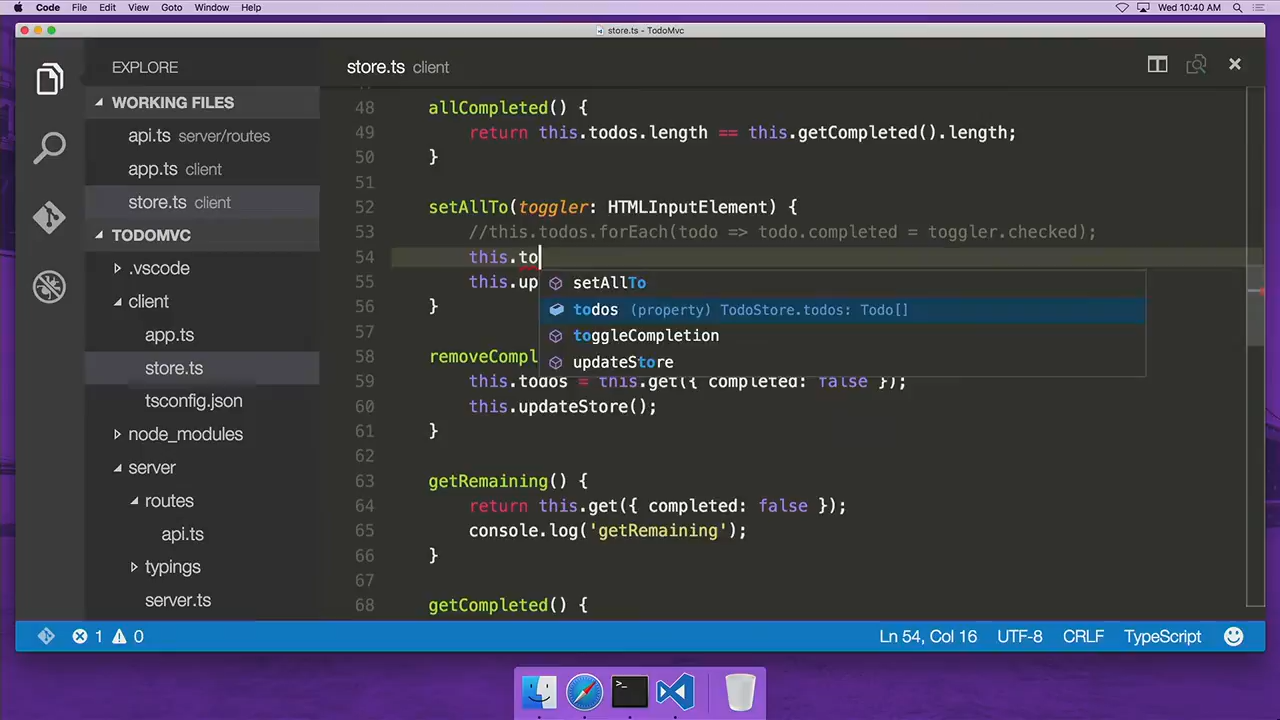 Code File Edit View Goto Window Help Wed 10:40 AM
store.ts - TodoMvc
EXPLORE
WORKING FILES
api.ts server/routes
app.ts client
store.ts client
TODOMVC
.vscode
client
app.ts
store.ts
tsconfig.json
node_modules
server
routes
api.ts
typings
server.ts
store.ts client
48 allCompleted() {
49 return this.todos.length == this.getCompleted().length;
50 }
51
52 setAllTo(toggler: HTMLInputElement) {
53 //this.todos.forEach(todo => todo.completed = toggler.checked);
54 this.to
55 this.up
56 }
57
58 removeCompl
59 this.todos = this.get({ completed: false });
60 this.updateStore();
61 }
62
63 getRemaining() {
64 return this.get({ completed: false });
65 console.log('getRemaining');
66 }
67
68 getCompleted() {
setAllTo
todos (property) TodoStore.todos: Todo[]
toggleCompletion
updateStore
1 0 Ln 54, Col 16 UTF-8 CRLF TypeScript
>_